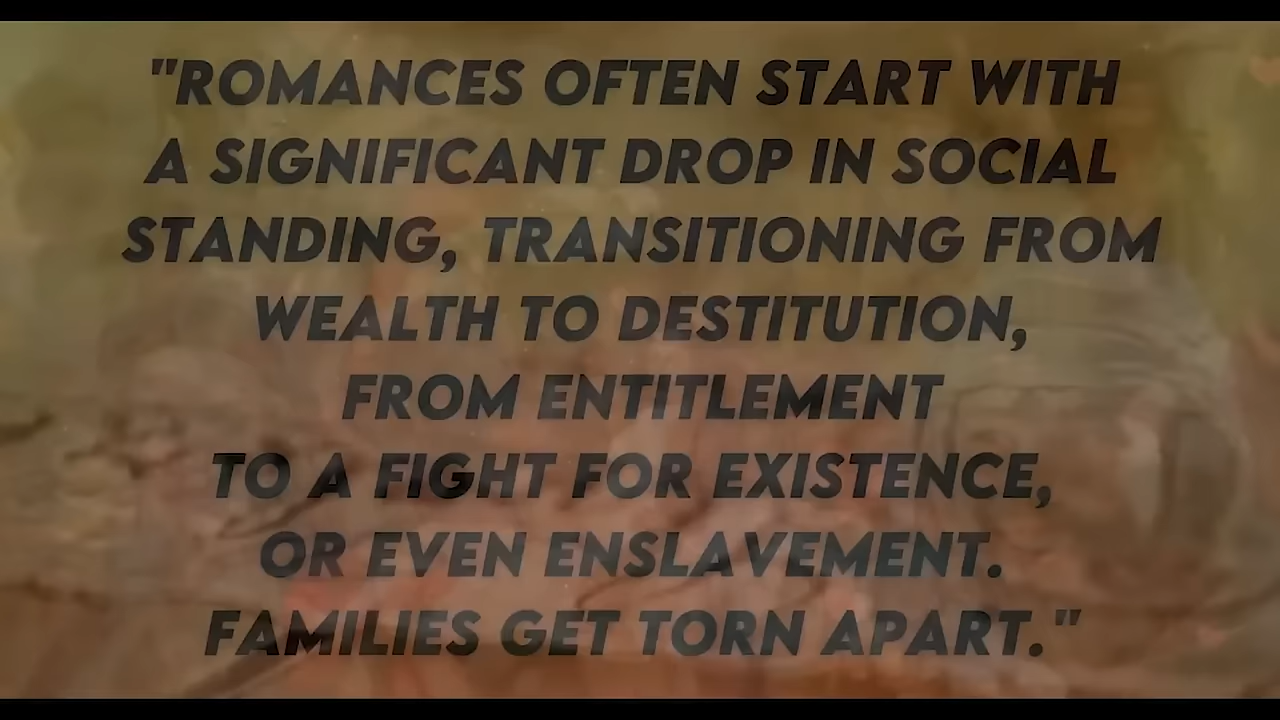 "ROMANCES OFTEN START WITH
A SIGNIFICANT DROP IN SOCIAL
STANDING, TRANSITIONING FROM
WEALTH TO DESTITUTION,
FROM ENTITLEMENT
TO A FIGHT FOR EXISTENCE,
OR EVEN ENSLAVEMENT.
FAMILIES GET TORN APART."